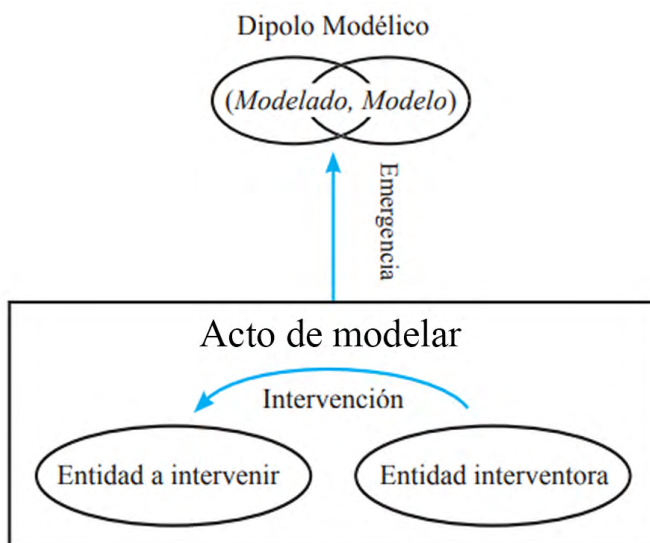 Dipolo Modélico
(Modelado, Modelo)
Emergencia
Acto de modelar
Intervención
Entidad a intervenir
Entidad interventora